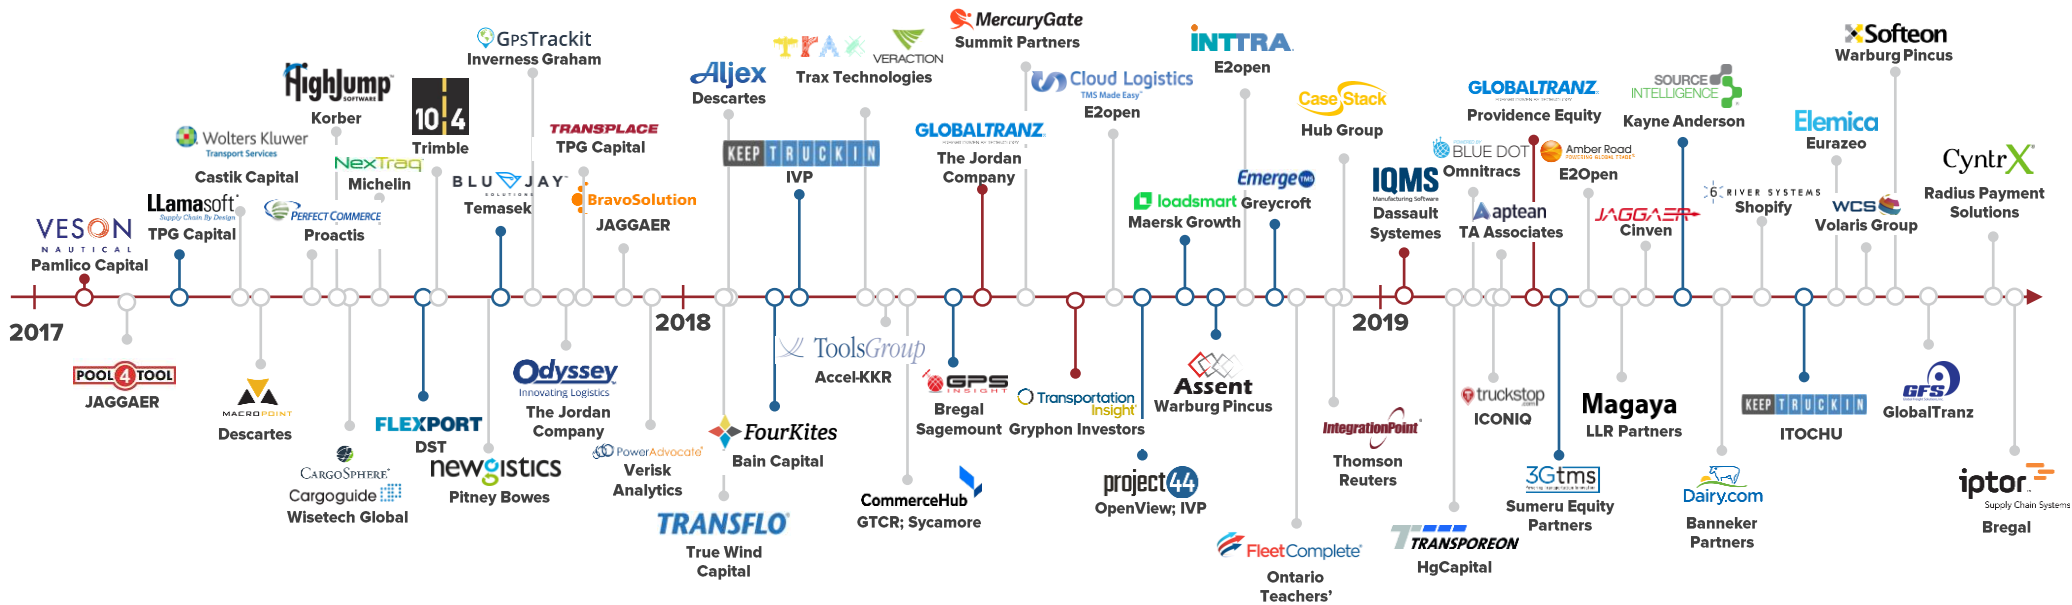 VESON
NAUTICAL
Pamlico Capital
POOL4TOOL
JAGGAER
LLamasoft
Supply Chain By Design
TPG Capital
Wolters Kluwer
Transport Services
Castik Capital
MACROPOINT
Descartes
PERFECT COMMERCE
Proactis
HighJump
SOFTWARE
Korber
CARGOSPHERE
Cargoguide
Wisetech Global
NexTraq
Michelin
FLEXPORT
DST
10 4
Trimble
newgistics
Pitney Bowes
BLUJAY
SOLUTIONS
Temasek
GPSTrackit
Inverness Graham
Odyssey
Innovating Logistics
The Jordan
Company
TRANSPLACE
TPG Capital
BravoSolution
JAGGAER
PowerAdvocate
Verisk
Analytics
TRANSFLO
True Wind
Capital
Aljex
Descartes
FourKites
Bain Capital
KEEP TRUCKIN
IVP
TRAX
VERACTION
Trax Technologies
ToolsGroup
Accel-KKR
CommerceHub
GTCR; Sycamore
GPS
INSIGHT
Bregal
Sagemount
GLOBALTRANZ
The Jordan
Company
MercuryGate
Summit Partners
Transportation
Insight
Gryphon Investors
Cloud Logistics
TMS Made Easy
E2open
project44
OpenView; IVP
loadsmart
Maersk Growth
Assent
Warburg Pincus
INTTRA
E2open
Emerge TMS
Greycroft
FleetComplete
Ontario
Teachers’
IntegrationPoint
Thomson
Reuters
CaseStack
Hub Group
IQMS
Manufacturing Software
Dassault
Systemes
TRANSPOREON
HgCapital
BLUE DOT
Omnitracs
truckstop
.com
ICONIQ
aptean
TA Associates
GLOBALTRANZ
Providence Equity
3Gtms
Sumeru Equity
Partners
Amber Road
POWERING GLOBAL TRADE
E2Open
Magaya
LLR Partners
JAGGAER
Cinven
SOURCE
INTELLIGENCE
Kayne Anderson
Dairy.com
Banneker
Partners
6 RIVER SYSTEMS
Shopify
KEEP TRUCKIN
ITOCHU
Elemica
Eurazeo
WCS
Volaris Group
Softeon
Warburg Pincus
GFS
GlobalTranz
CyntrX
Radius Payment
Solutions
iptor
Supply Chain Systems
Bregal
2017
2018
2019